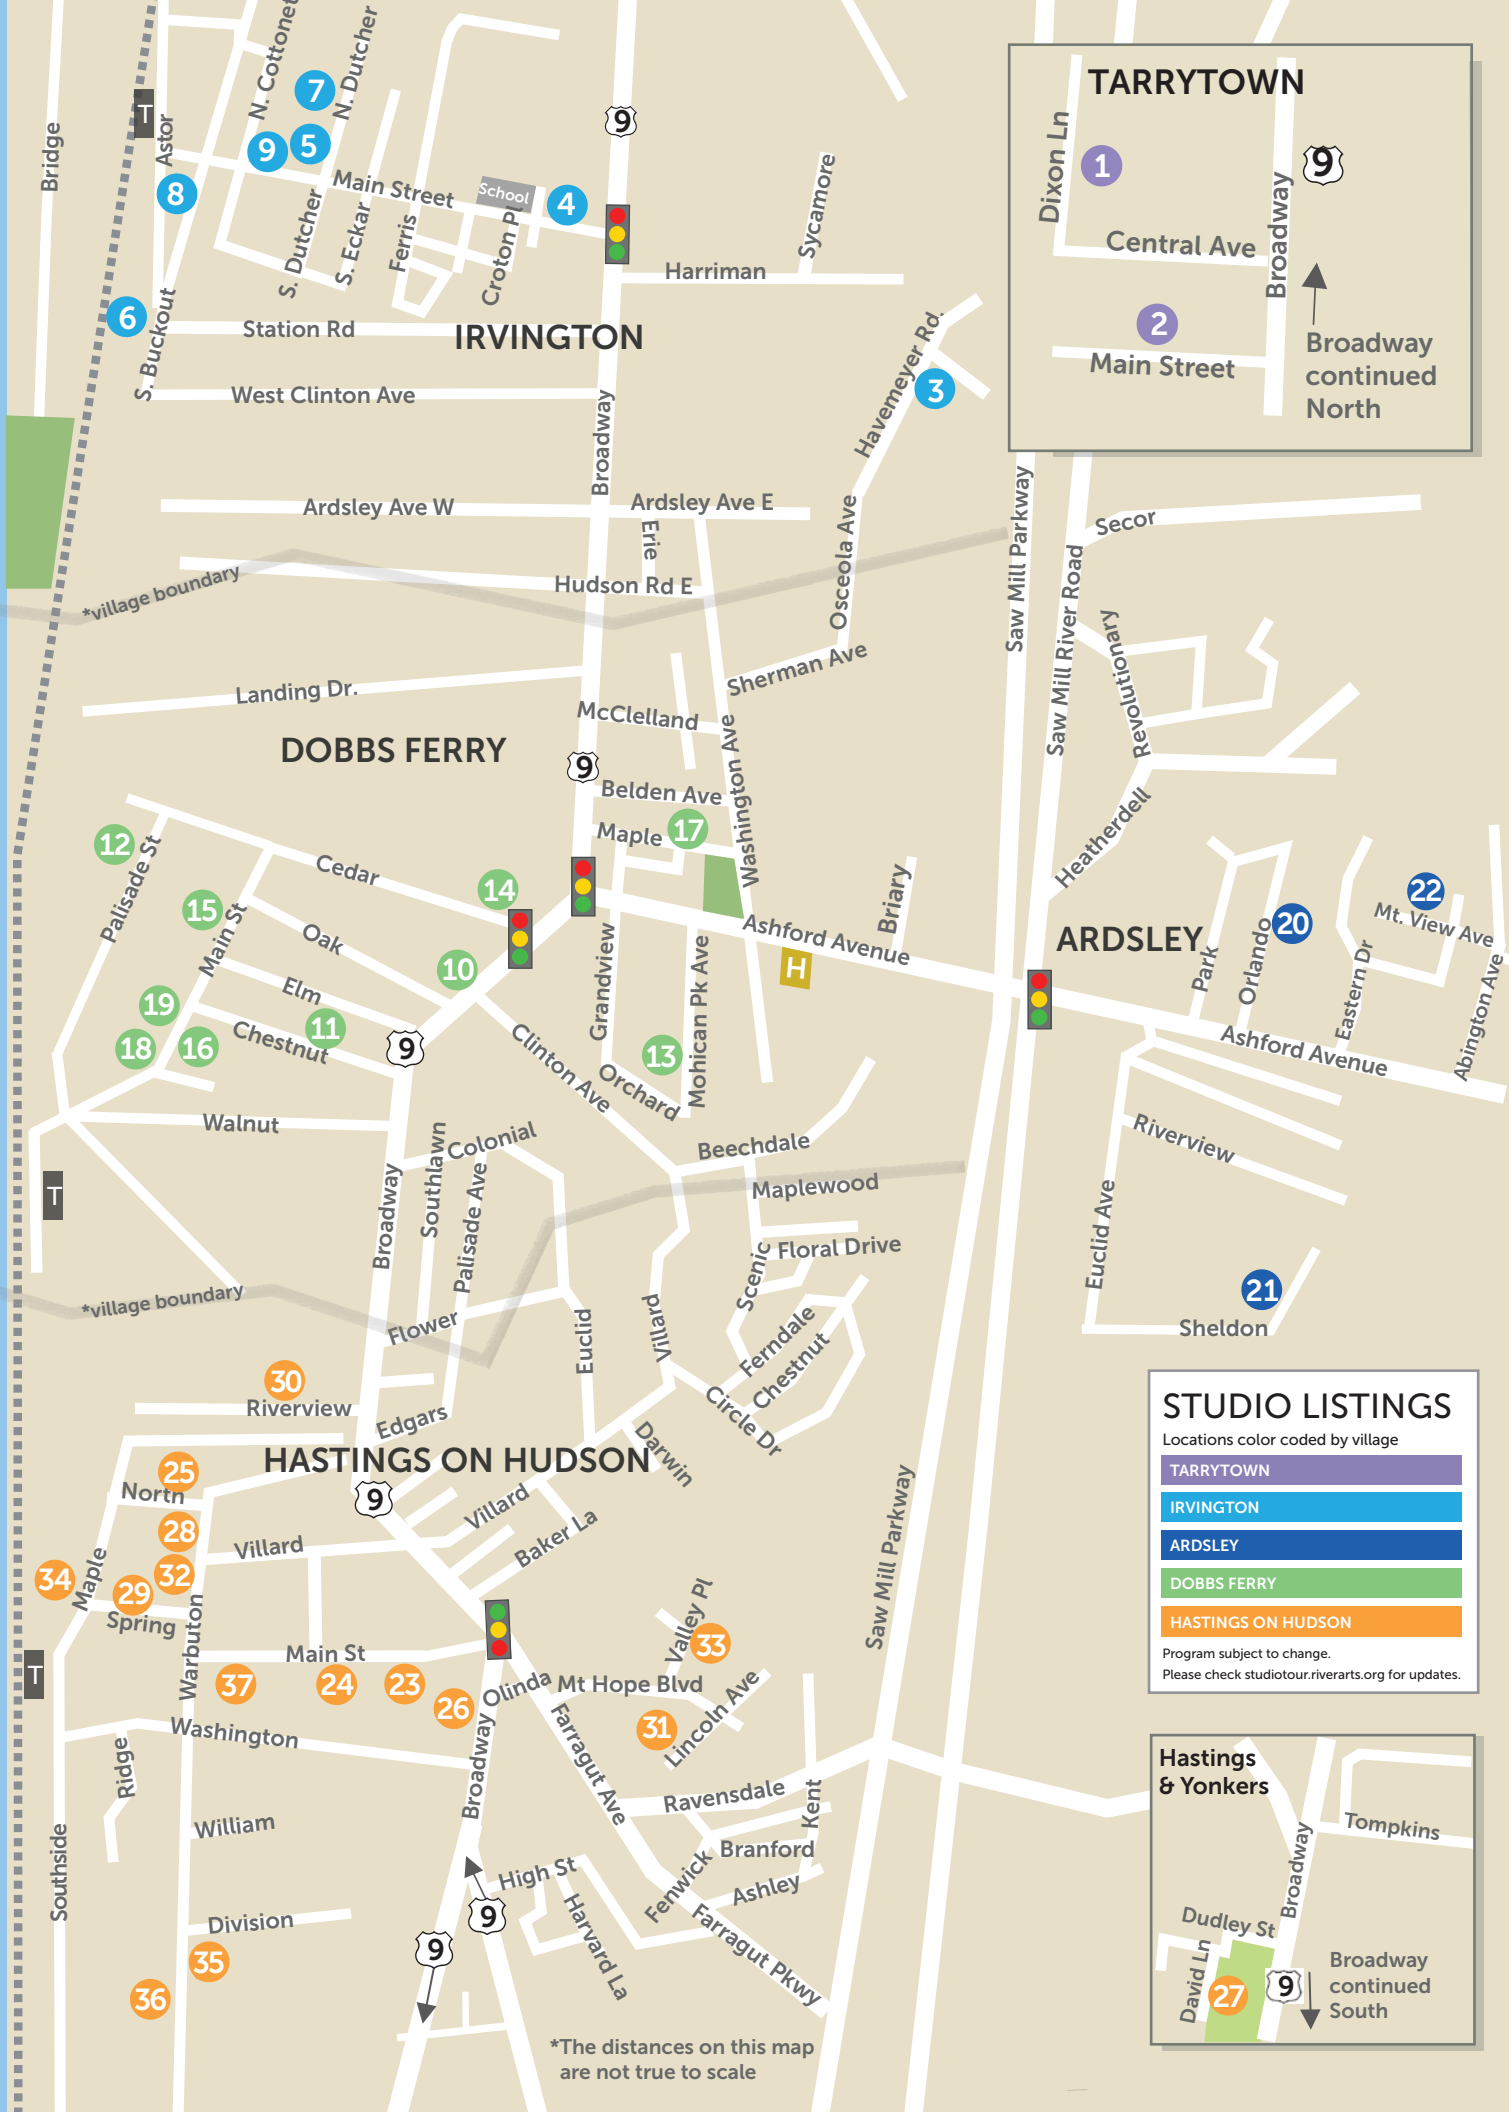 N. Cottonet
N. Dutcher
7
T
Astor
9
5
9
Bridge
8
Main Street
School
4
S. Dutcher
S. Eckar
Ferris
Croton Pl
Sycamore
Harriman
6
S. Buckout
Station Rd
IRVINGTON
West Clinton Ave
Broadway
Havemeyer Rd.
3
TARRYTOWN
Dixon Ln
1
9
Central Ave
Broadway
2
Main Street
Broadway
continued
North
Ardsley Ave W
Ardsley Ave E
Erie
Osceola Ave
Saw Mill Parkway
Secor
Hudson Rd E
*village boundary
Saw Mill River Road
Revolutionary
Landing Dr.
Sherman Ave
McClelland
DOBBS FERRY
9
Washington Ave
Belden Ave
Maple
17
Heatherdell
12
Palisade St
Cedar
14
15
Main St
Oak
10
Briary
Ashford Avenue
H
ARDSLEY
22
Mt. View Ave
20
Park
Orlando
Eastern Dr
Abington Ave
Ashford Avenue
Elm
19
11
18
16
Chestnut
9
Grandview
13
Mohican Pk Ave
Clinton Ave
Orchard
Walnut
Southlawn
Colonial
Beechdale
Riverview
T
Broadway
Palisade Ave
Maplewood
Floral Drive
Scenic
Euclid Ave
21
Sheldon
*village boundary
Flower
Euclid
Villard
Ferndale
Chestnut
Circle Dr
30
Riverview
Edgars
Darwin
HASTINGS ON HUDSON
25
North
9
Villard
Baker La
28
Villard
34
Maple
32
29
Spring
Warbuton
Saw Mill Parkway
Valley Pl
33
T
Main St
37
24
23
26
Olinda
Mt Hope Blvd
31
Lincoln Ave
Washington
Ridge
Broadway
Farragut Ave
Ravensdale
Kent
William
Southside
Branford
High St
Fenwick
Ashley
9
Harvard La
Farragut Pkwy
Division
9
35
36
*The distances on this map
are not true to scale
STUDIO LISTINGS
Locations color coded by village
TARRYTOWN
IRVINGTON
ARDSLEY
DOBBS FERRY
HASTINGS ON HUDSON
Program subject to change.
Please check studiotour.riverarts.org for updates.
Hastings
& Yonkers
Tompkins
Broadway
Dudley St
David Ln
27
9
Broadway
continued
South